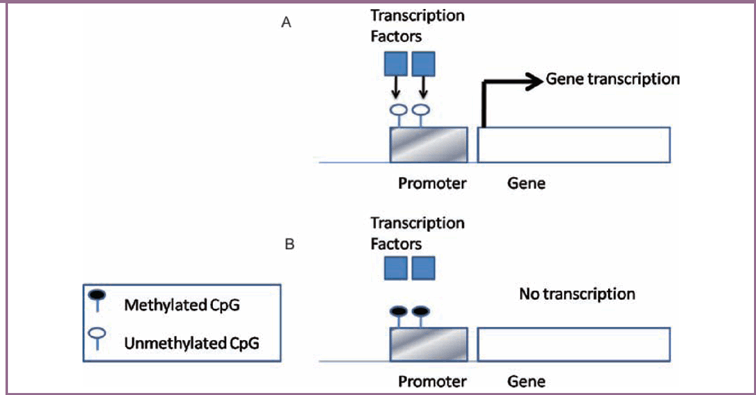 A
Transcription
Factors
Gene transcription
Promoter
Gene
B
Transcription
Factors
No transcription
Methylated CpG
Unmethylated CpG
Promoter
Gene